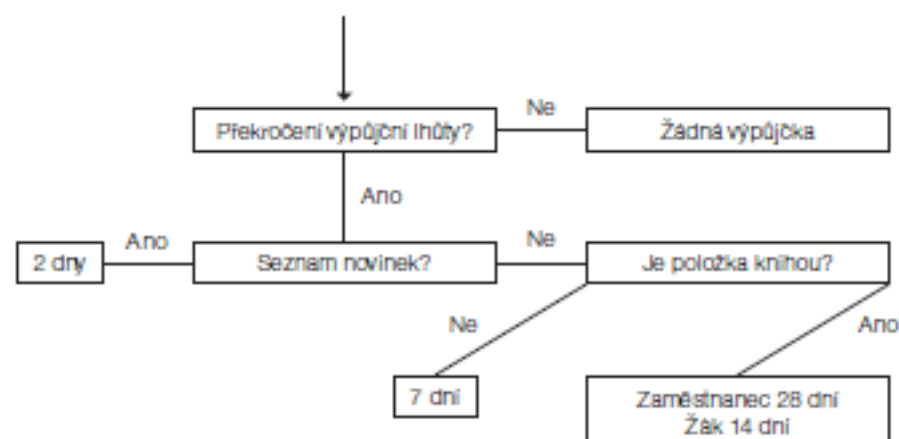 Překročení výpůjční lhůty?
Ne
Žádná výpůjčka
Ano
2 dny
Ano
Seznam novinek?
Ne
Je položka knihou?
Ne
Ano
7 dní
Zaměstnanec 28 dní
Žák 14 dní